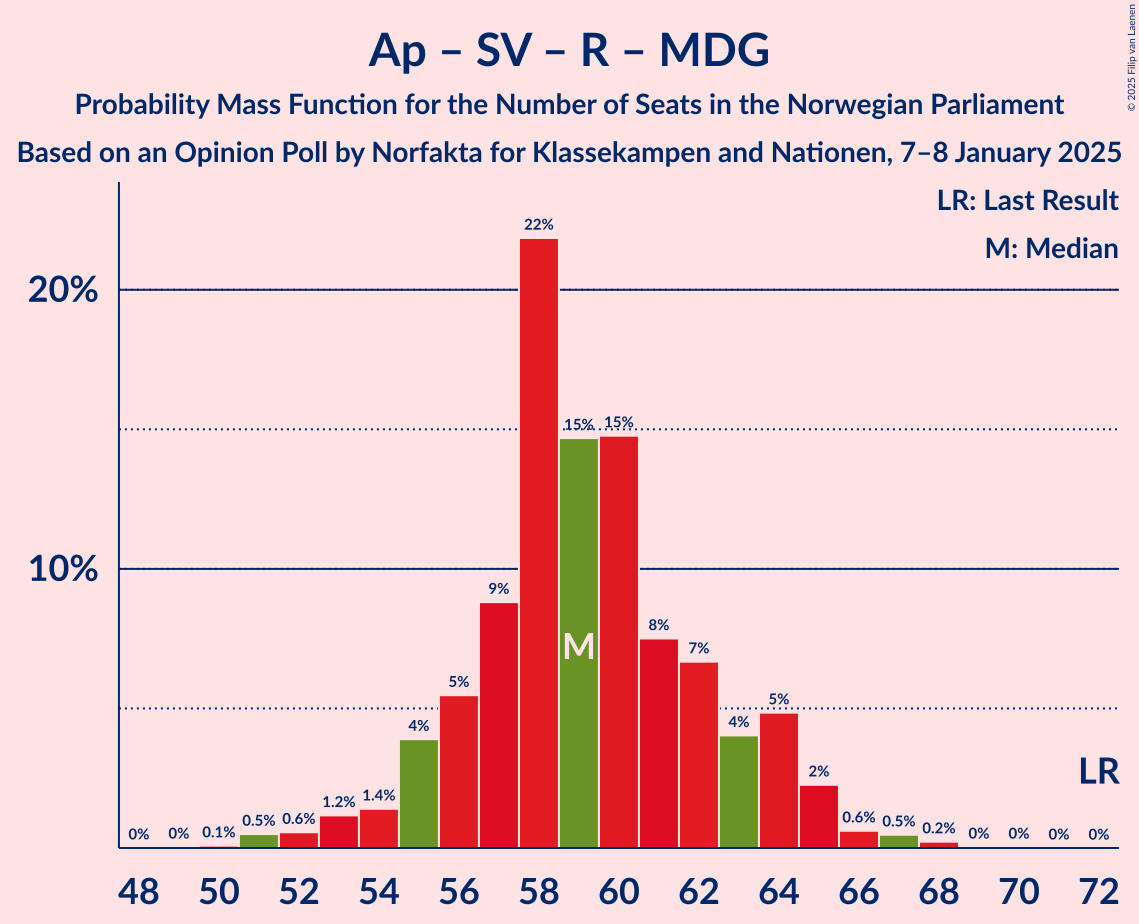 Ap – SV – R – MDG
Probability Mass Function for the Number of Seats in the Norwegian Parliament
Based on an Opinion Poll by Norfakta for Klassekampen and Nationen, 7–8 January 2025
© 2025 Filip van Laenen
LR: Last Result
M: Median
22%
20%
15% 15%
10%
9%
8%
M
7%
5%
5%
4%
4%
LR
2%
0% 0% 0.1% 0.5% 0.6% 1.2% 1.4% 0.6% 0.5% 0.2% 0% 0% 0% 0%
48 50 52 54 56 58 60 62 64 66 68 70 72